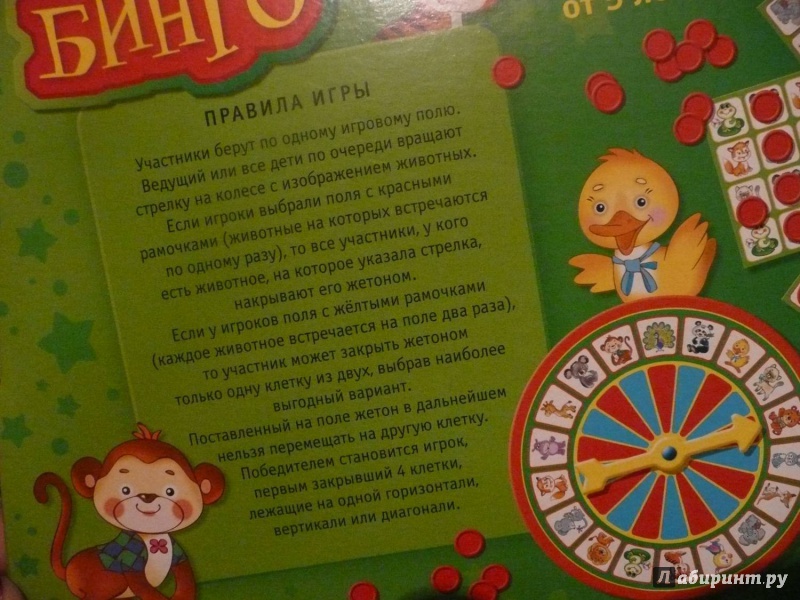 БИНГО
от 3 ле
ПРАВИЛА ИГРЫ
Участники берут по одному игровому полю.
Ведущий или все дети по очереди вращают
стрелку на колесе с изображением животных.
Если игроки выбрали поля с красными
рамочками (животные на которых встречаются
по одному разу), то все участники, у кого
есть животное, на которое указала стрелка,
накрывают его жетоном.
Если у игроков поля с жёлтыми рамочками
(каждое животное встречается на поле два раза),
то участник может закрыть жетоном
только одну клетку из двух, выбрав наиболее
выгодный вариант.
Поставленный на поле жетон в дальнейшем
нельзя перемещать на другую клетку.
Победителем становится игрок,
первым закрывший 4 клетки,
лежащие на одной горизонтали,
вертикали или диагонали.
Лабиринт.ру